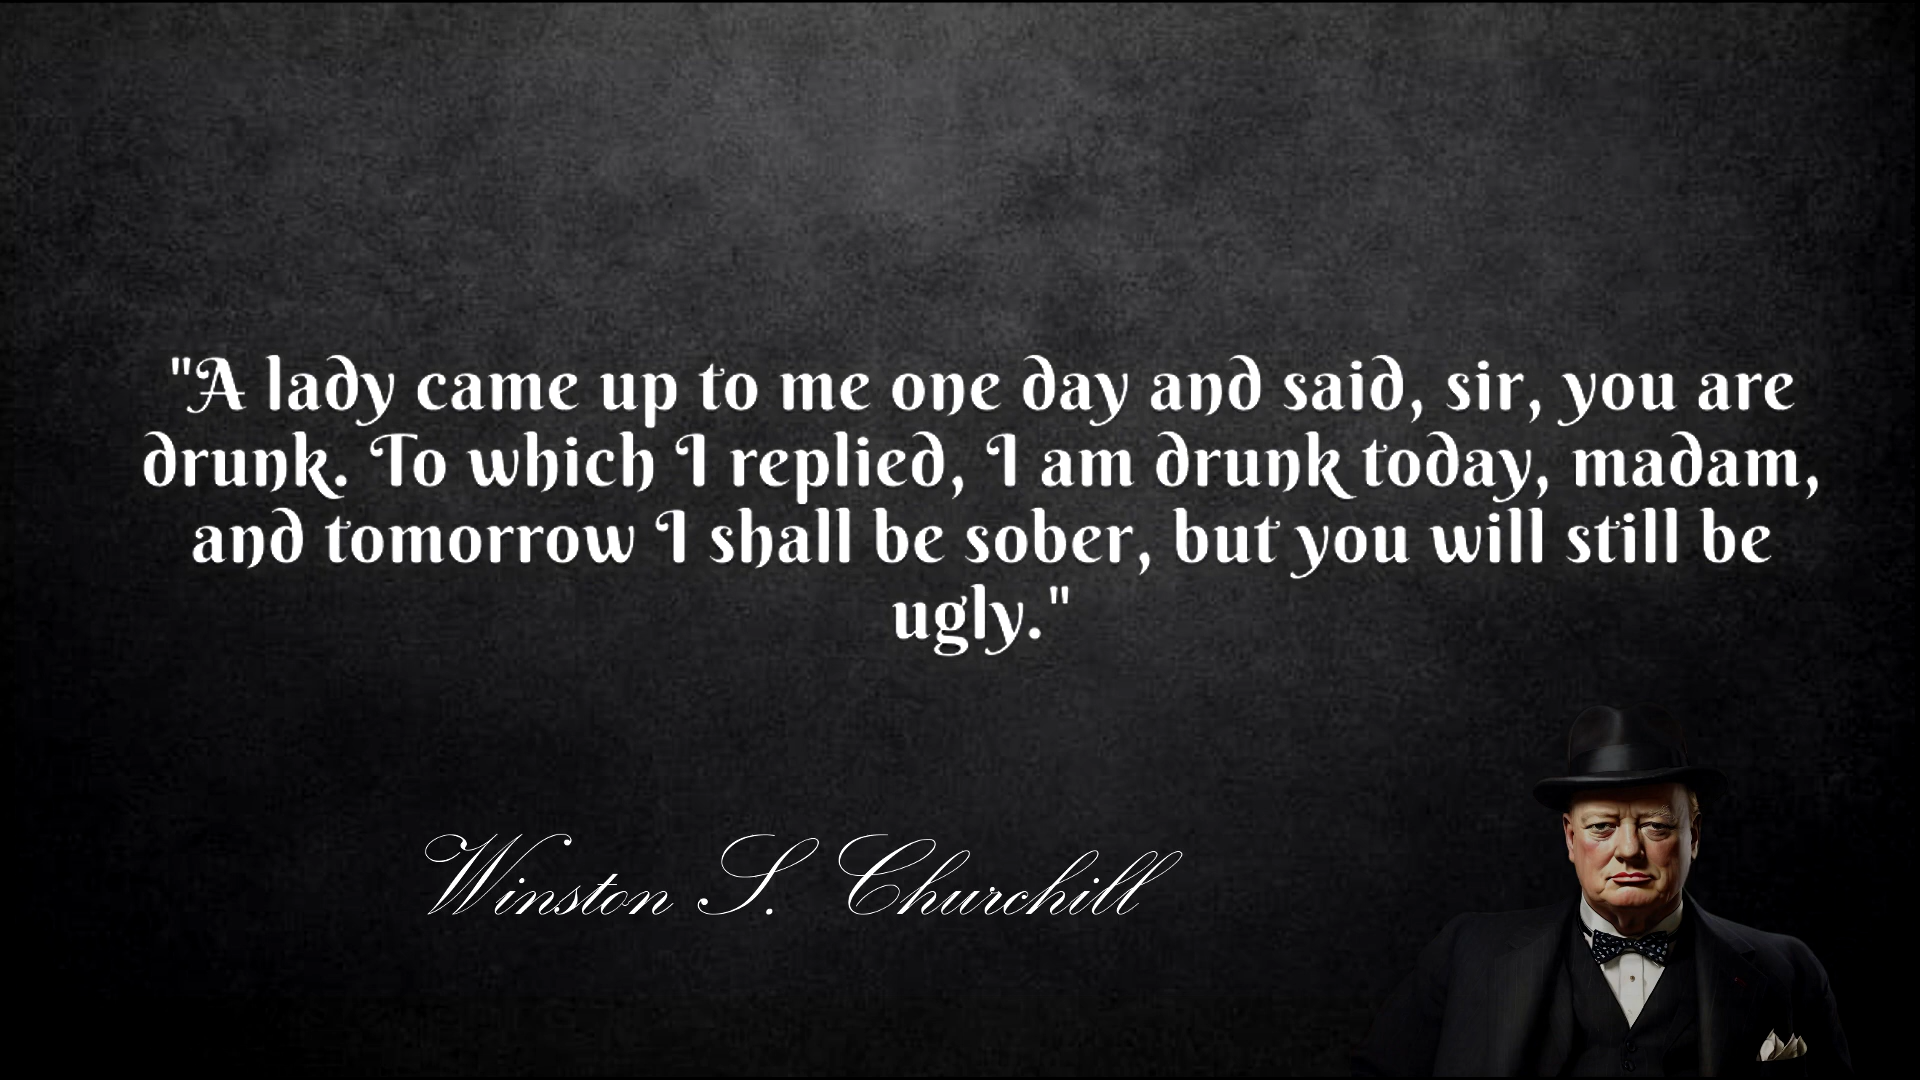 "A lady came up to me one day and said, sir, you are
drunk. To which I replied, I am drunk today, madam,
and tomorrow I shall be sober, but you will still be
ugly."
Winston S. Churchill